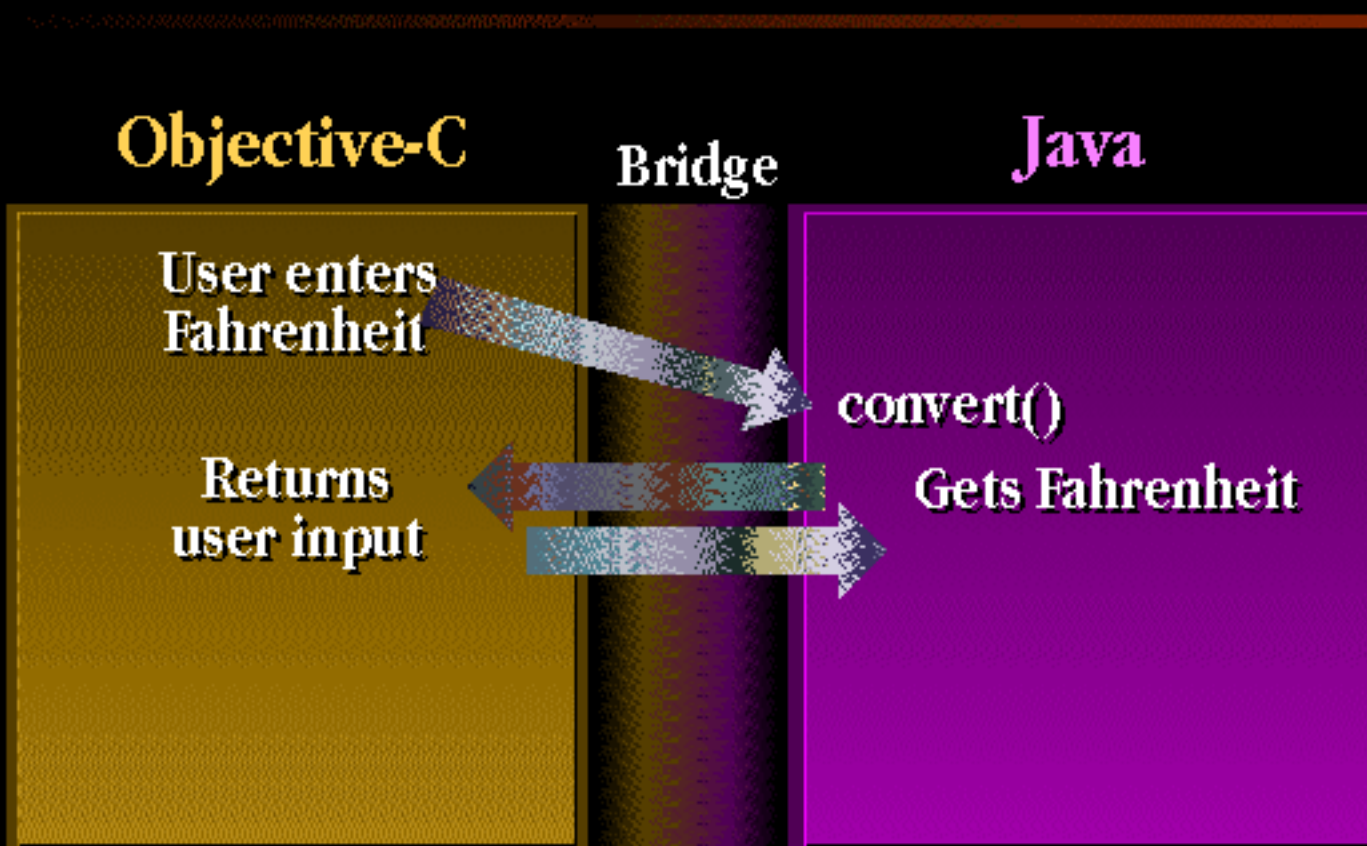 Objective-C
Bridge
Java
User enters
Fahrenheit
convert()
Returns
user input
Gets Fahrenheit